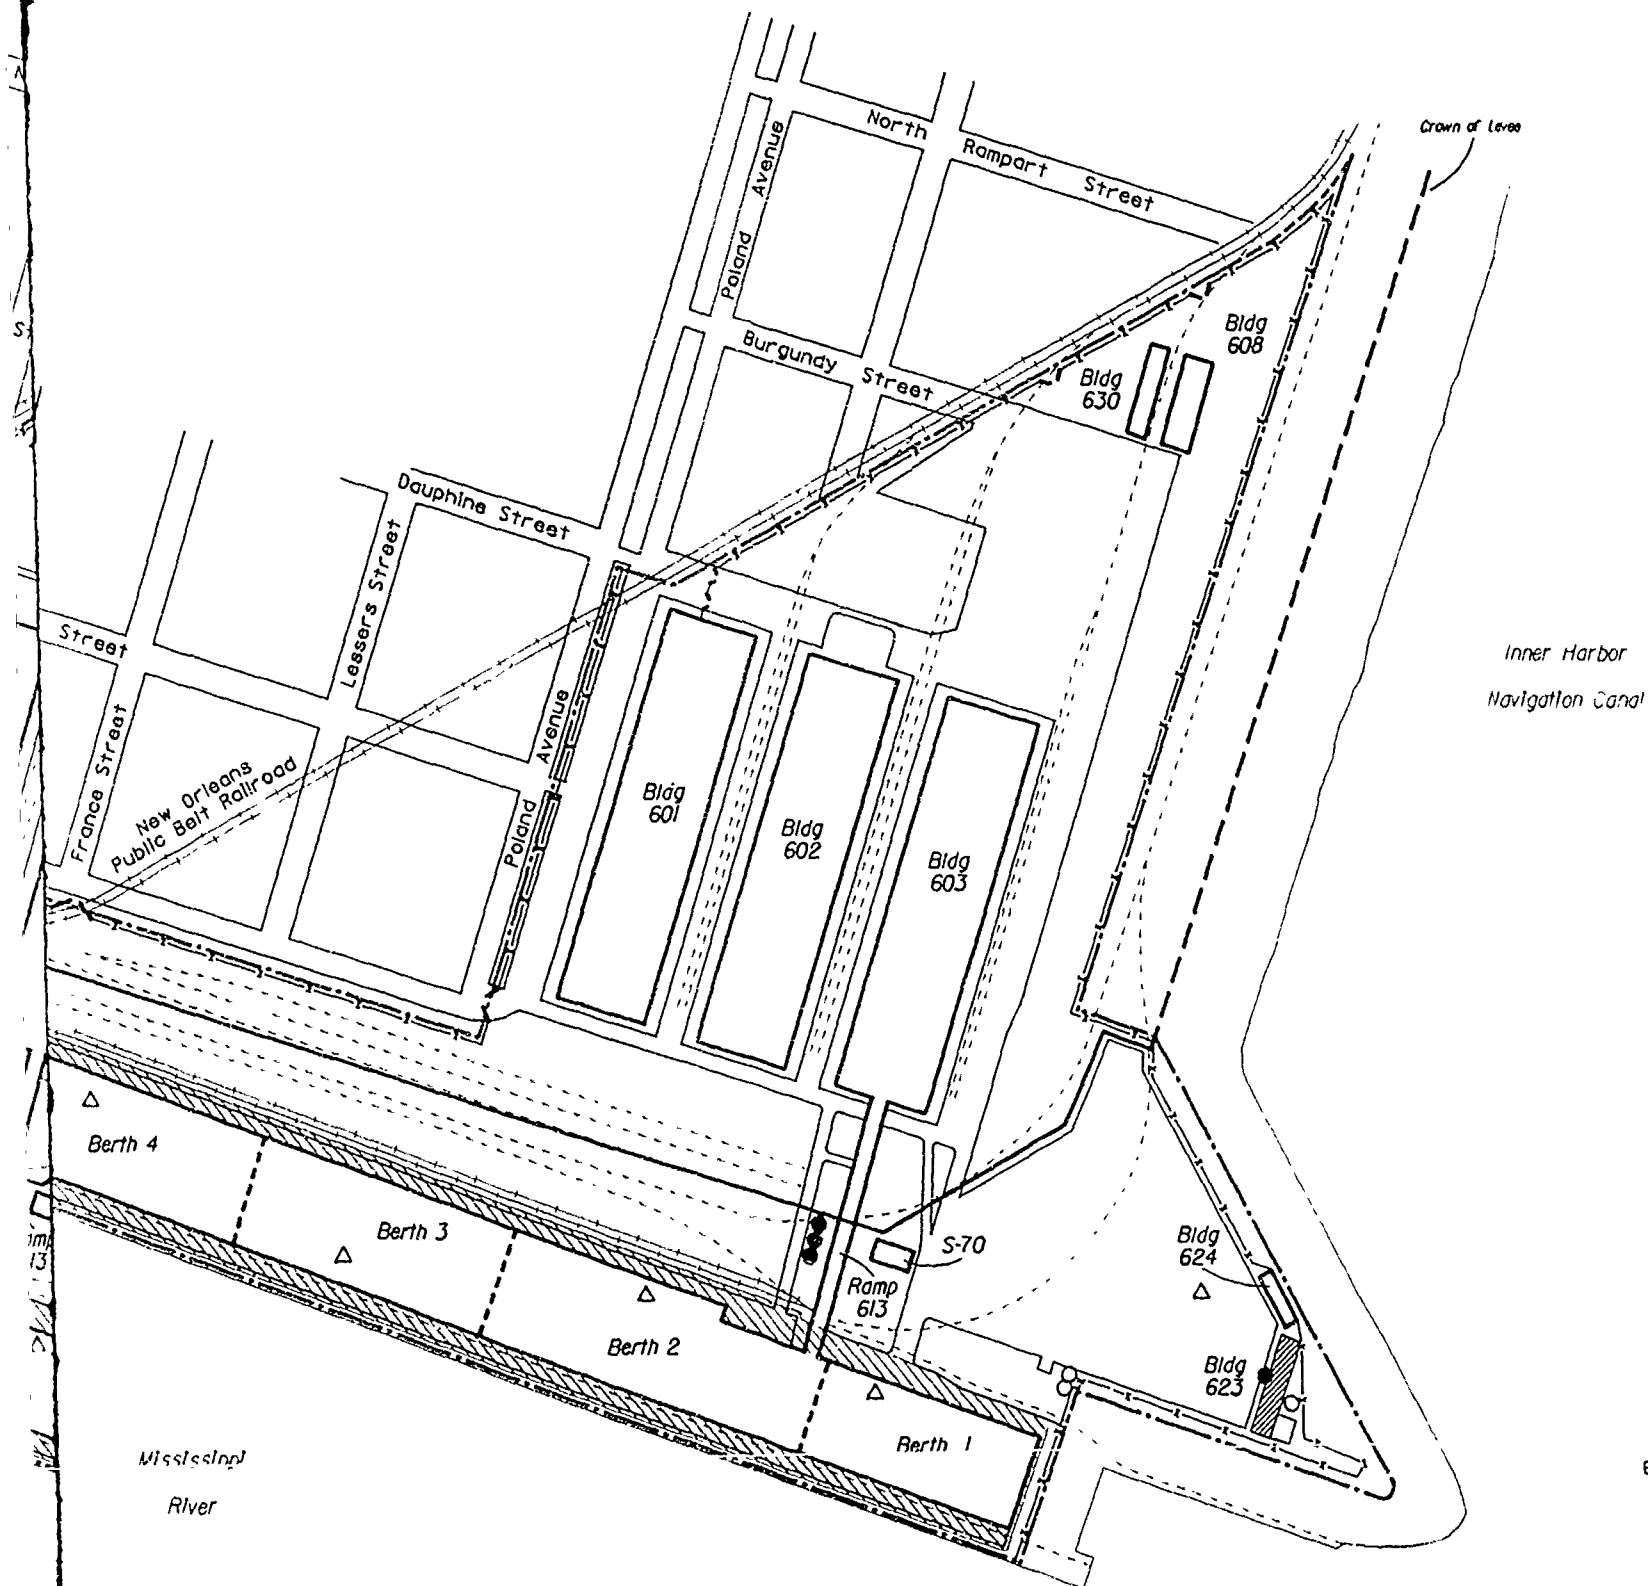 Crown of Levee
North
Rampart Street
Poland Avenue
Burgundy Street
Bldg
608
Bldg
630
Dauphine Street
Lessers Street
Street
France Street
New Orleans
Public Belt Railroad
Poland Avenue
Inner Harbor
Navigation Canal
Bldg
601
Bldg
602
Bldg
603
Berth 4
Berth 3
Berth 2
Berth 1
S-70
Ramp
613
Bldg
624
Bldg
623
13
Mississippi
River